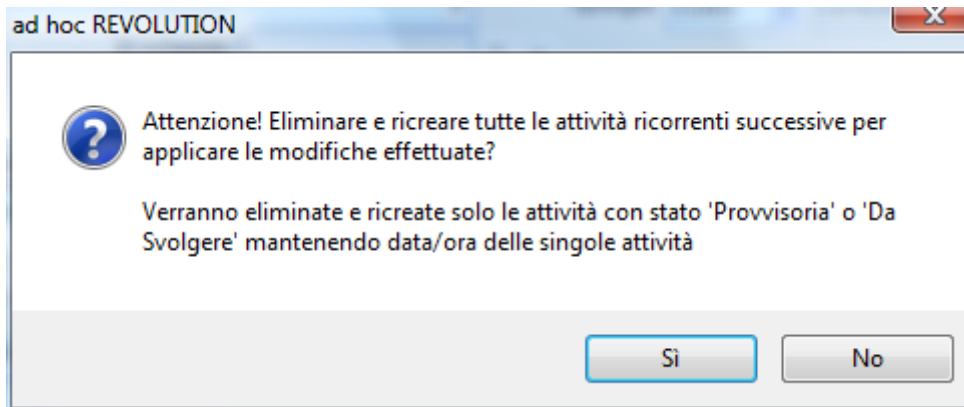 ad hoc REVOLUTION
Attenzione! Eliminare e ricreare tutte le attività ricorrenti successive per
applicare le modifiche effettuate?
Verranno eliminate e ricreate solo le attività con stato 'Provvisoria' o 'Da
Svolgere' mantenendo data/ora delle singole attività
Sì
No